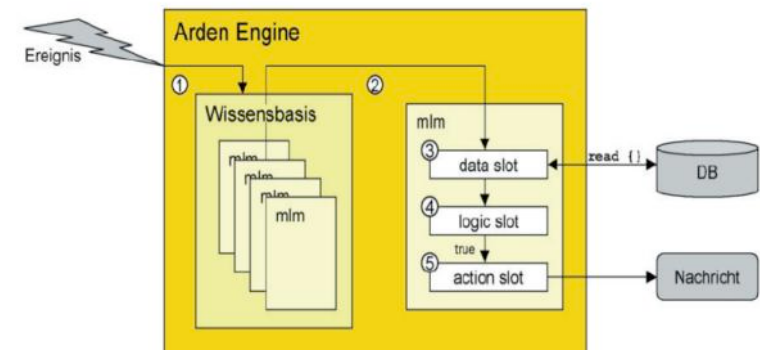 Arden Engine
Ereignis
①
②
Wissensbasis
mlm
mlm
mlm
mlm
mlm
③
data slot
read {}
DB
④
logic slot
true
⑤
action slot
Nachricht